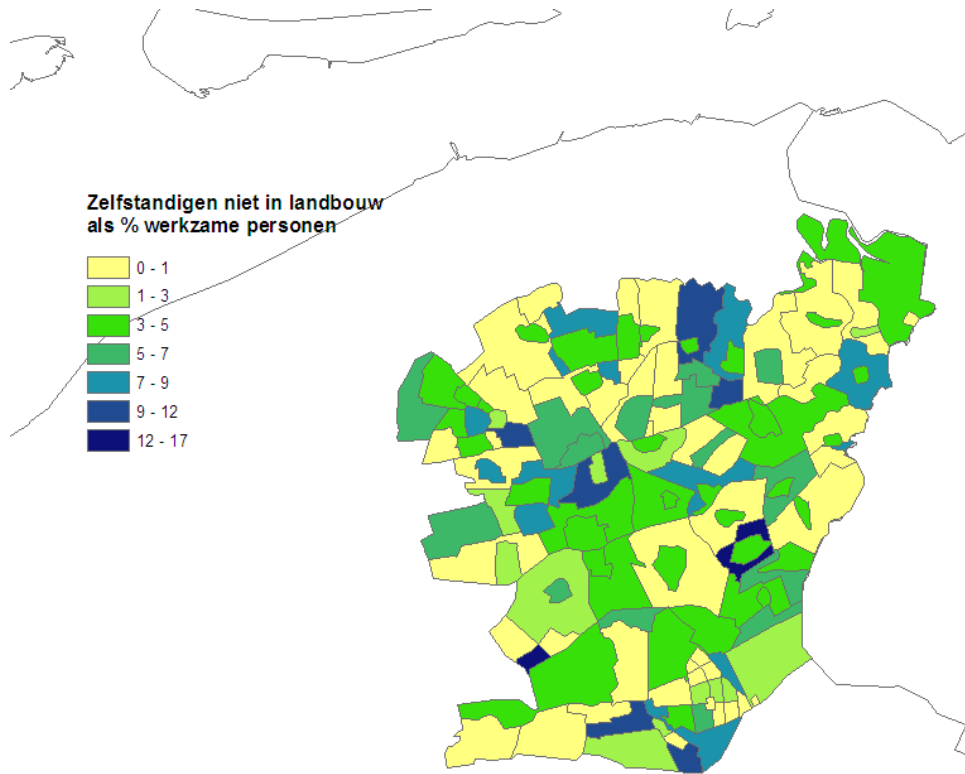 Zelfstandigen niet in landbouw
als % werkzame personen
0 - 1
1 - 3
3 - 5
5 - 7
7 - 9
9 - 12
12 - 17